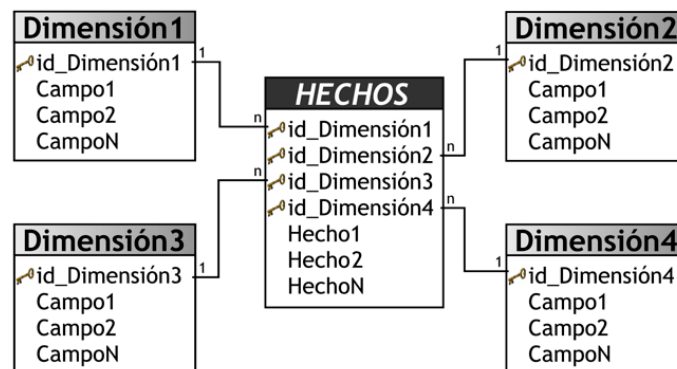 Dimensión1
id_Dimensión1
Campo1
Campo2
CampoN
1
n
HECHOS
id_Dimensión1
id_Dimensión2
id_Dimensión3
id_Dimensión4
Hecho1
Hecho2
HechoN
n
n
n
Dimensión2
1
id_Dimensión2
Campo1
Campo2
CampoN
Dimensión3
id_Dimensión3
1
Campo1
Campo2
CampoN
Dimensión4
1
id_Dimensión4
Campo1
Campo2
CampoN